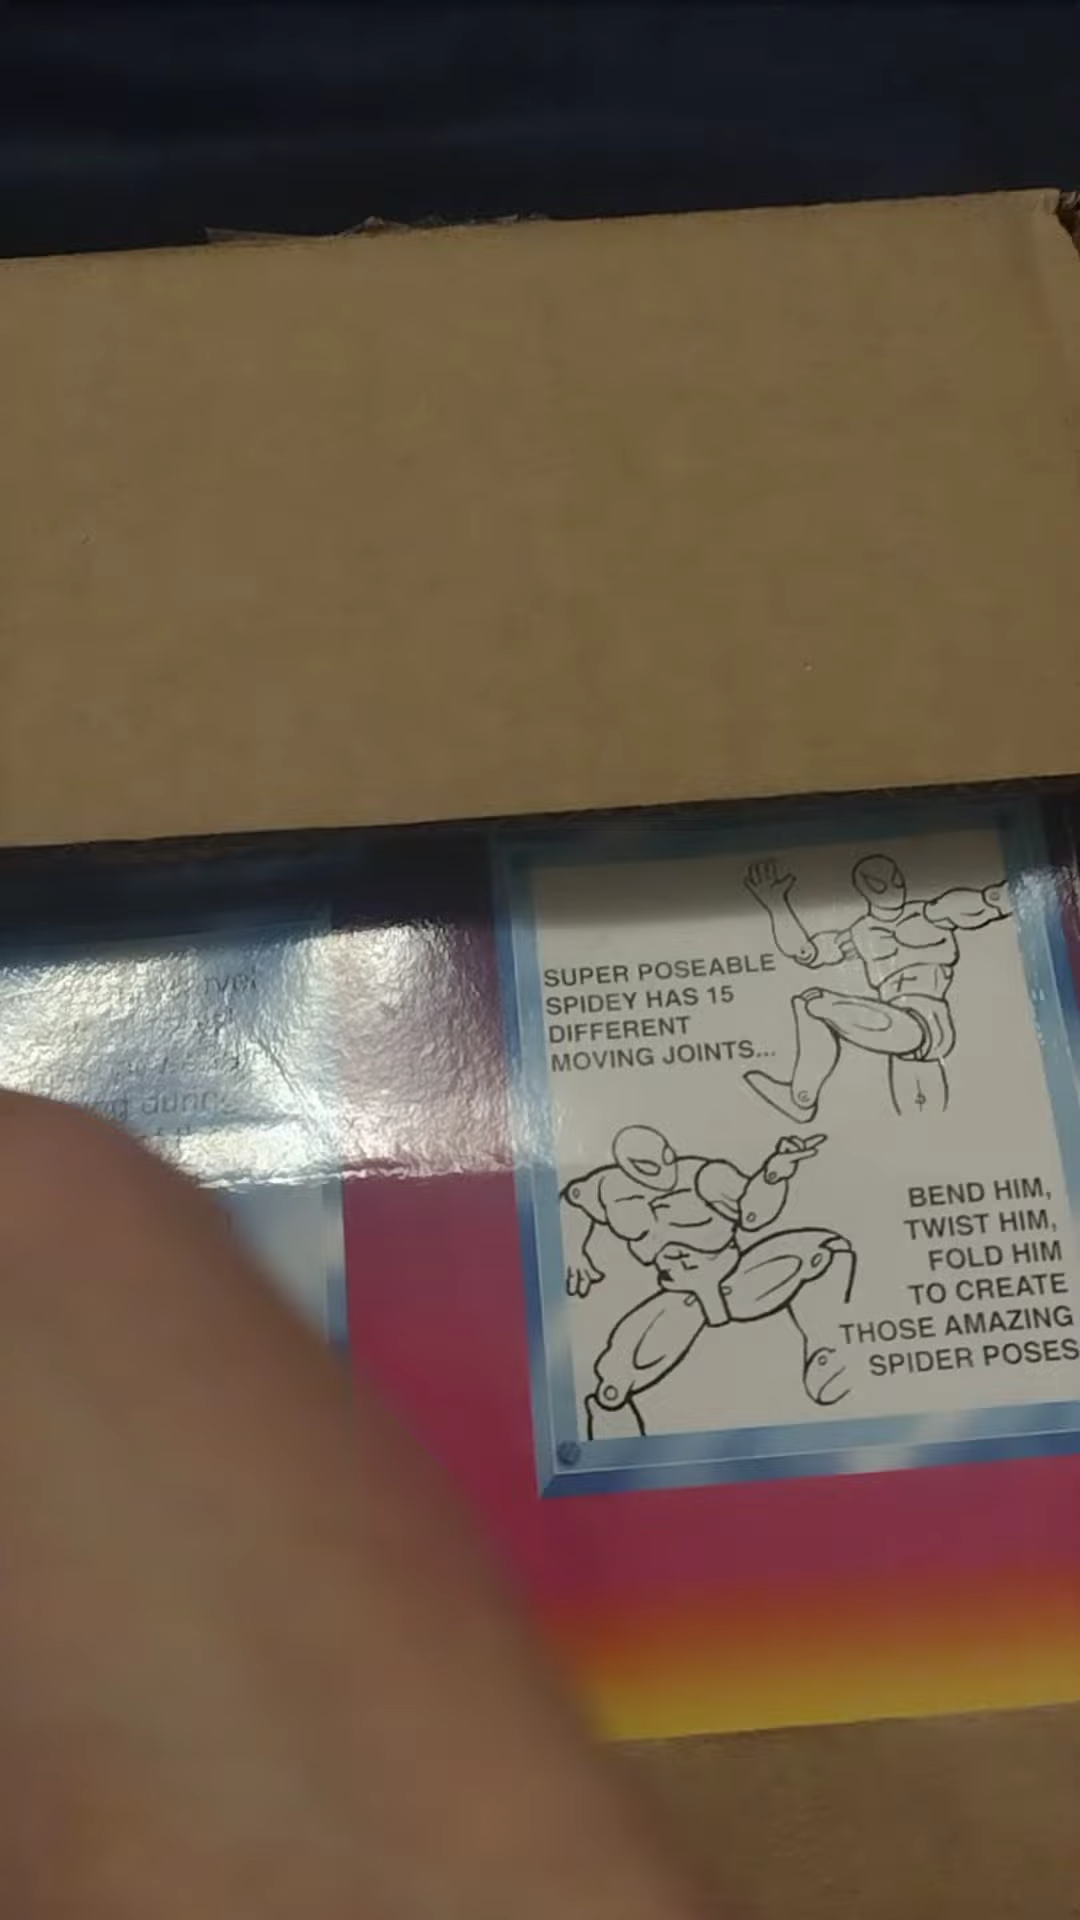 SUPER POSEABLE
SPIDEY HAS 15
DIFFERENT
MOVING JOINTS...
BEND HIM,
TWIST HIM,
FOLD HIM
TO CREATE
THOSE AMAZING
SPIDER POSES